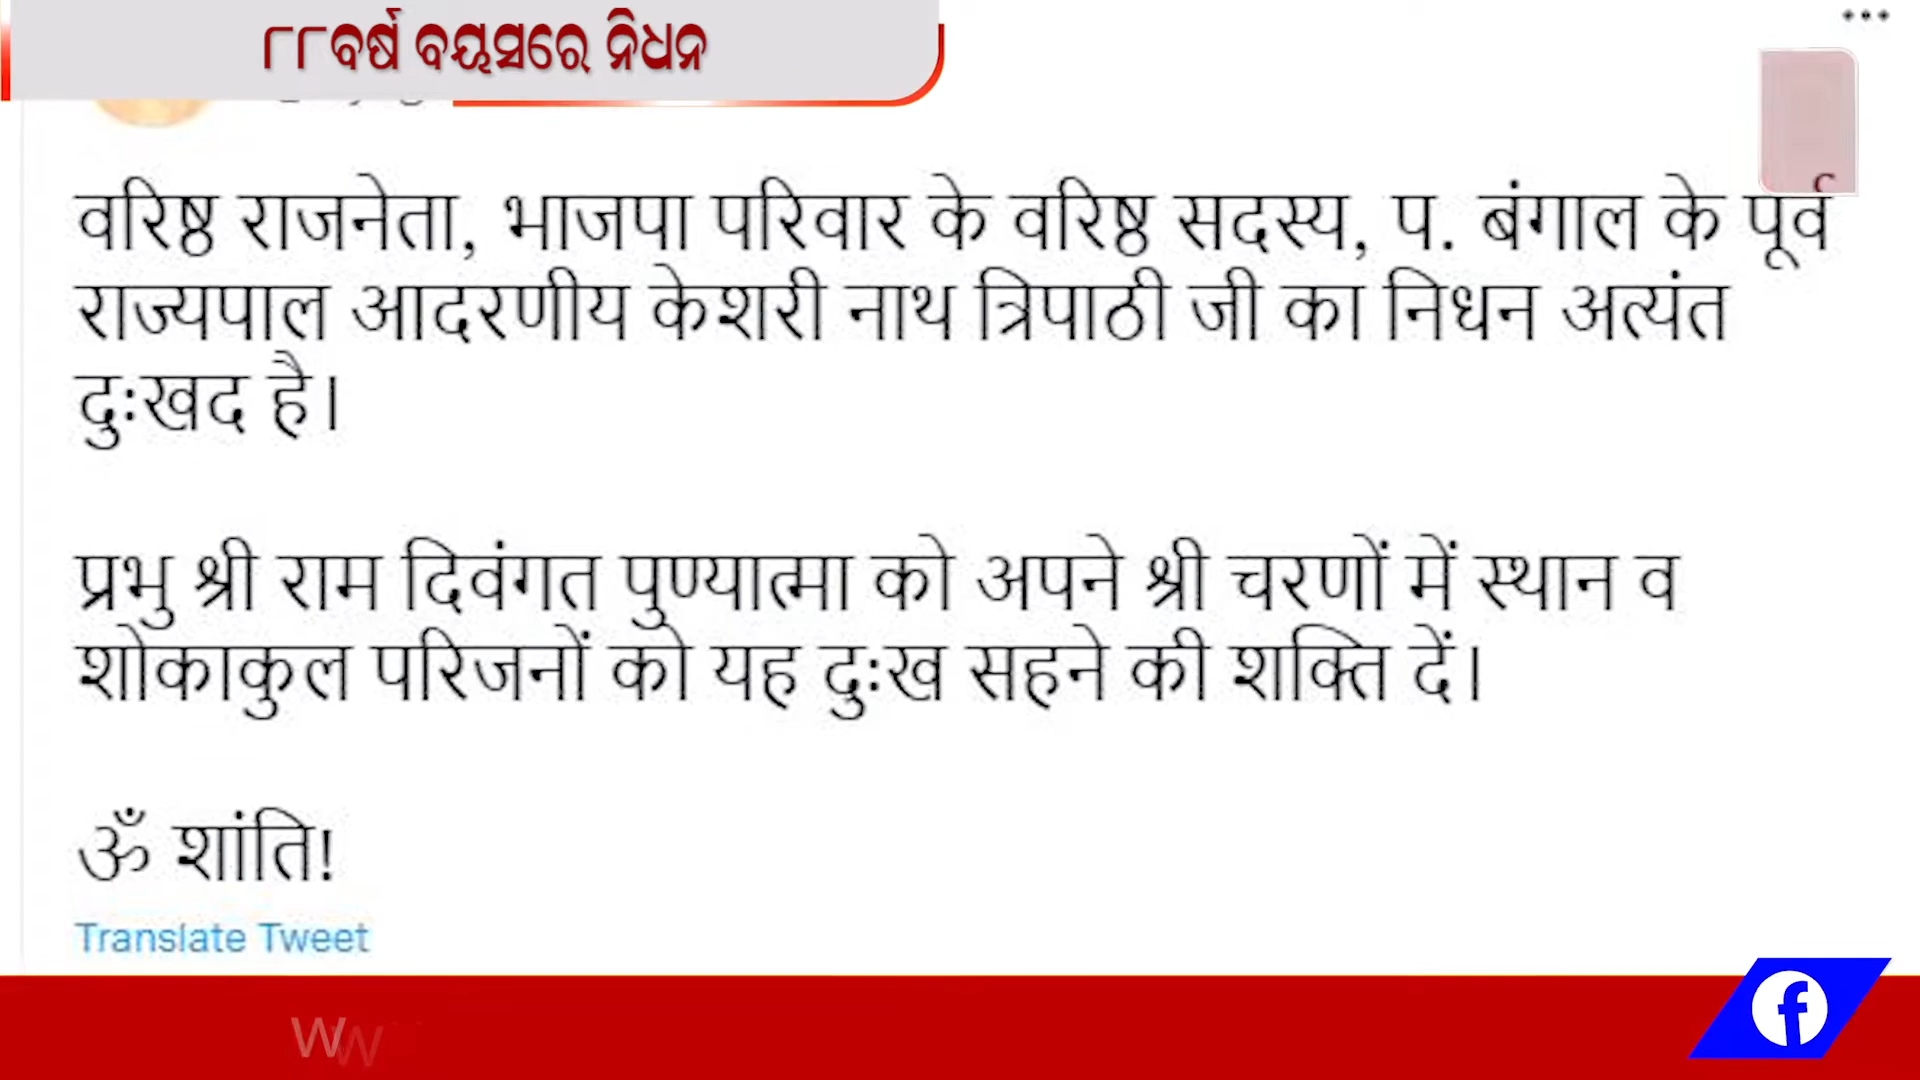 ୮୮ବର୍ଷ ବୟସରେ ନିଧନ
वरिष्ठ राजनेता, भाजपा परिवार के वरिष्ठ सदस्य, प. बंगाल के पूर्व
राज्यपाल आदरणीय केशरी नाथ त्रिपाठी जी का निधन अत्यंत
दुःखद है।
प्रभु श्री राम दिवंगत पुण्यात्मा को अपने श्री चरणों में स्थान व
शोकाकुल परिजनों को यह दुःख सहने की शक्ति दें।
ॐ शांति!
Translate Tweet
WW